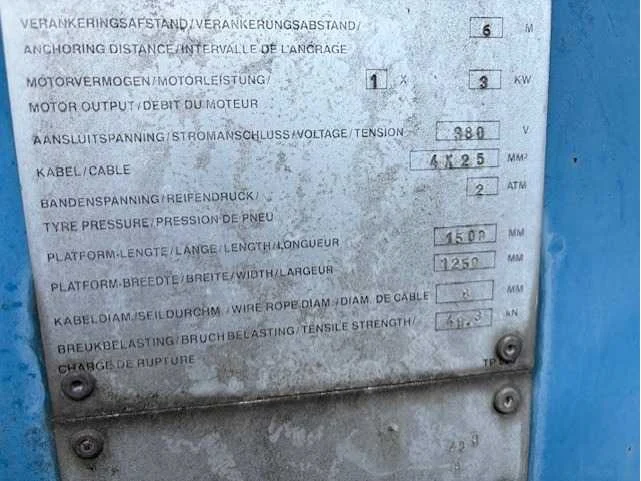 VERANKERINGSAFSTAND/VERANKERUNGSABSTAND/ 6 M
ANCHORING DISTANCE/INTERVALLE DE L'ANCRAGE
MOTORVERMOGEN/MOTORLEISTUNG/ 1 X 3 KW
MOTOR OUTPUT/DEBIT DU MOTEUR
AANSLUITSPANNING/STROMANSCHLUSS/VOLTAGE/TENSION 380 V
KABEL/CABLE 4X25 MM²
BANDENSPANNING/REIFENDRUCK/ 2 ATM
TYRE PRESSURE/PRESSION DE PNEU
PLATFORM-LENGTE/LÄNGE/LENGTH/LONGUEUR 1500 MM
PLATFORM-BREEDTE/BREITE/WIDTH/LARGEUR 1250 MM
KABELDIAM./SEILDURCHM./WIRE ROPE DIAM./DIAM. DE CABLE MM
BREUKBELASTING/BRUCHBELASTING/TENSILE STRENGTH/ kN
CHARGE DE RUPTURE